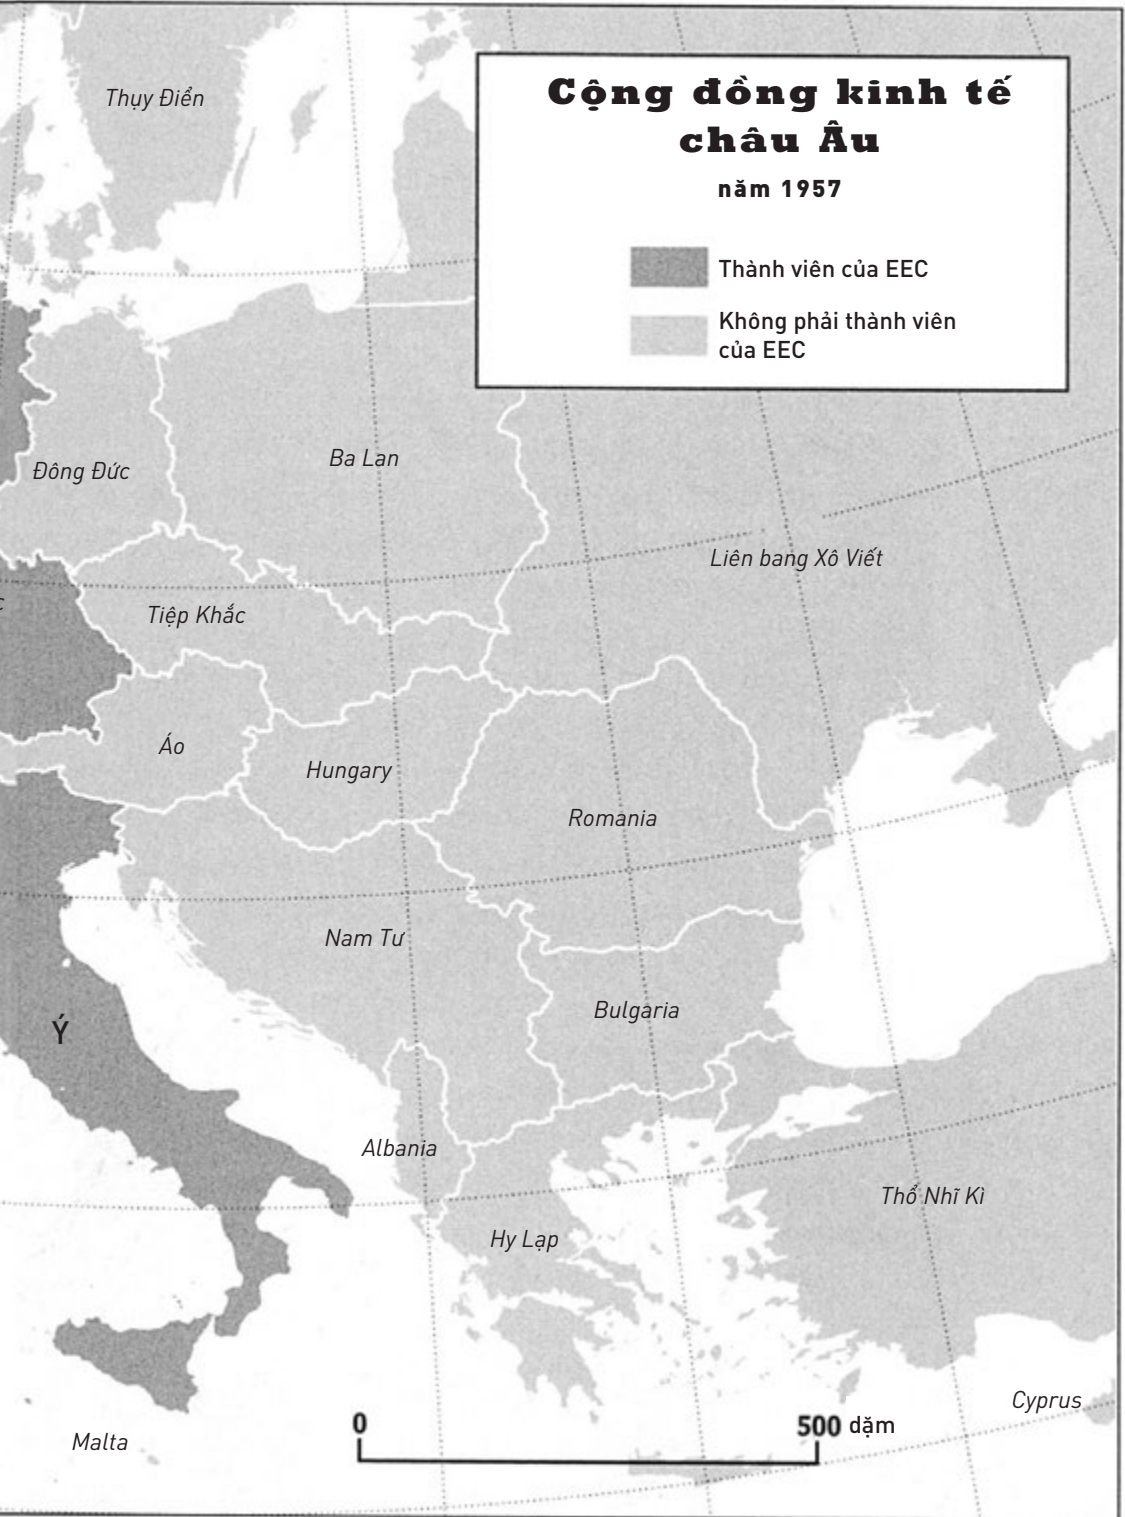 Thụy Điển
Cộng đồng kinh tế
châu Âu
năm 1957
Thành viên của EEC
Không phải thành viên
của EEC
Đông Đức
Ba Lan
Liên bang Xô Viết
c
Tiệp Khắc
Áo
Hungary
Romania
Nam Tư
Bulgaria
Ý
Albania
Thổ Nhĩ Kì
Hy Lạp
Cyprus
0
500 dặm
Malta